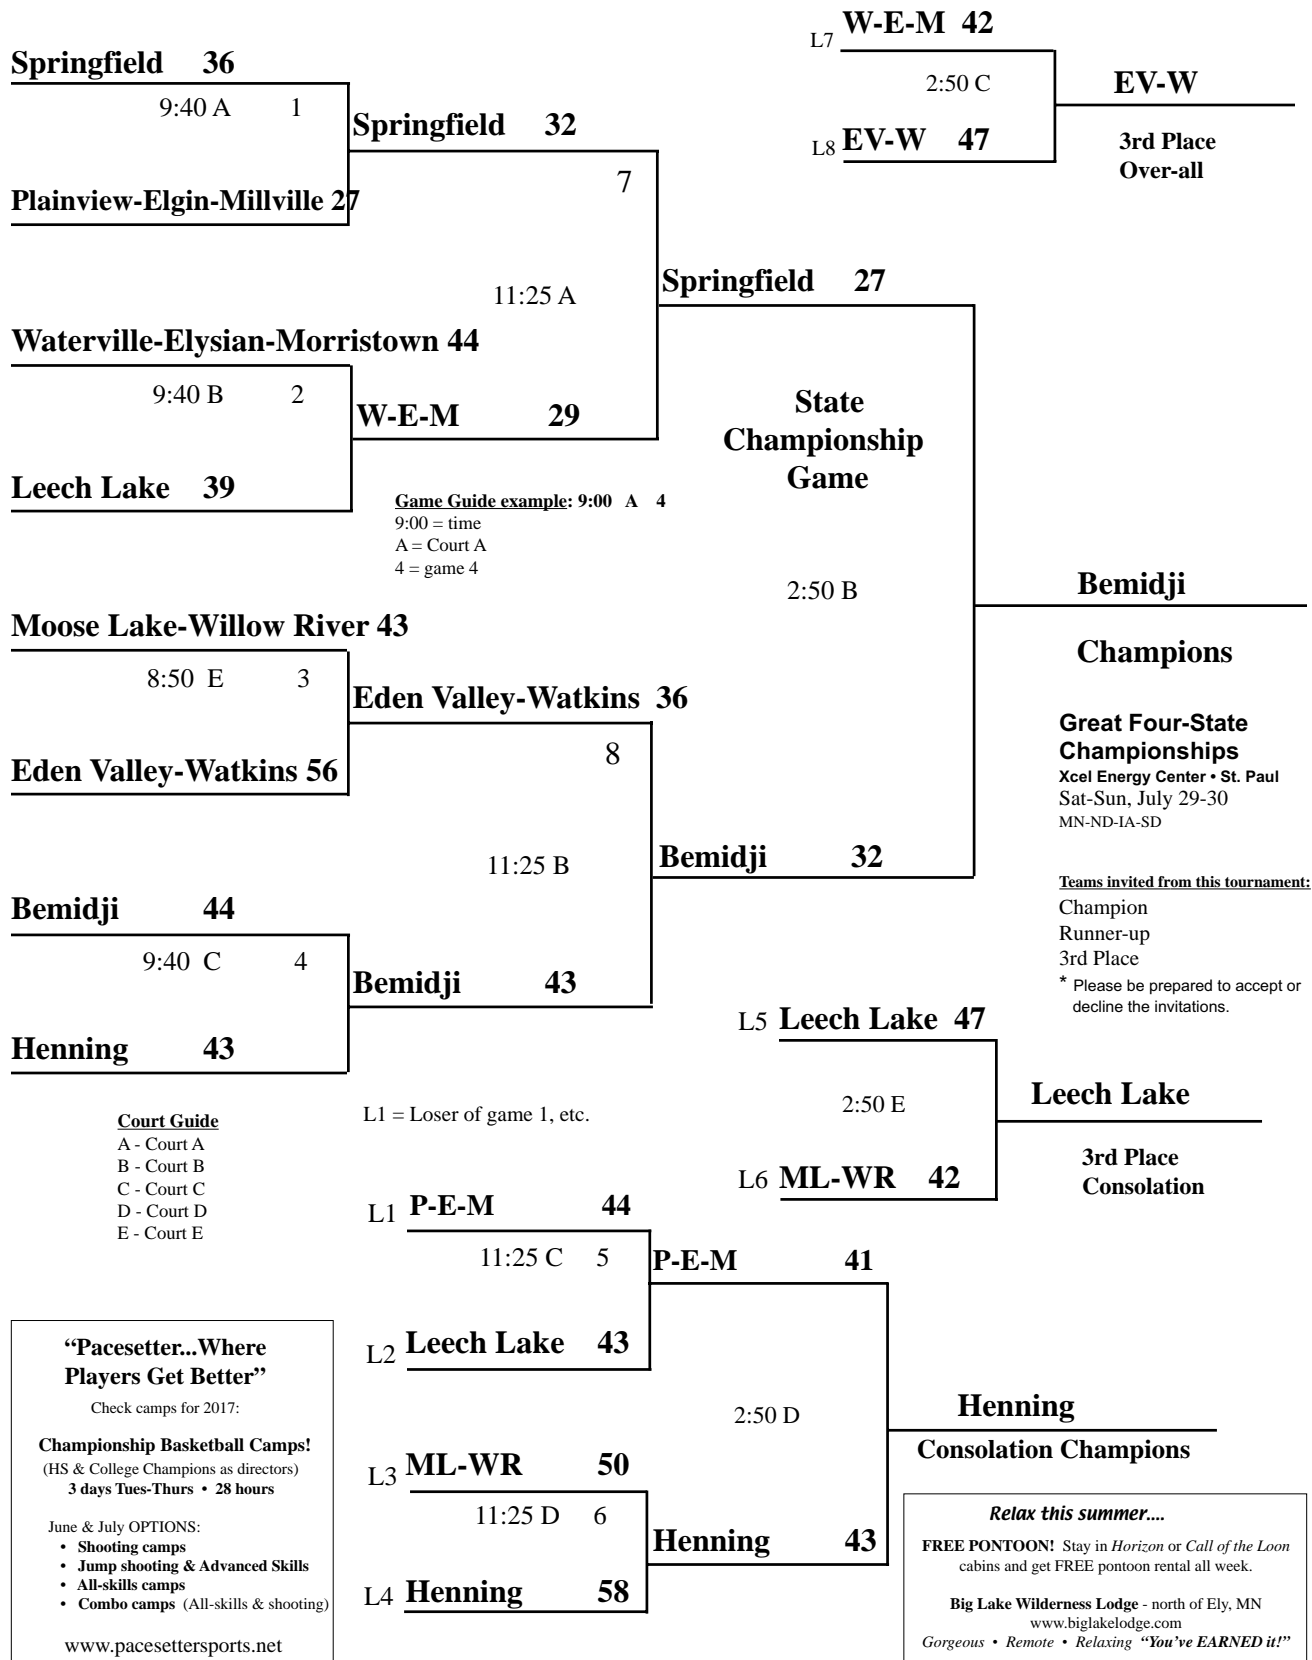 L7 W-E-M 42
2:50 C
L8 EV-W 47
EV-W
3rd Place
Over-all
Springfield 36
9:40 A 1
Plainview-Elgin-Millville 27
Springfield 32
7
11:25 A
Waterville-Elysian-Morristown 44
9:40 B 2
Leech Lake 39
W-E-M 29
Springfield 27
State
Championship
Game
2:50 B
Game Guide example: 9:00 A 4
9:00 = time
A = Court A
4 = game 4
Moose Lake-Willow River 43
8:50 E 3
Eden Valley-Watkins 56
Eden Valley-Watkins 36
8
11:25 B
Bemidji 44
9:40 C 4
Henning 43
Bemidji 43
Bemidji 32
Bemidji
Champions
Great Four-State
Championships
Xcel Energy Center • St. Paul
Sat-Sun, July 29-30
MN-ND-IA-SD
Teams invited from this tournament:
Champion
Runner-up
3rd Place
* Please be prepared to accept or
decline the invitations.
L5 Leech Lake 47
2:50 E
L6 ML-WR 42
Leech Lake
3rd Place
Consolation
Court Guide
A - Court A
B - Court B
C - Court C
D - Court D
E - Court E
L1 = Loser of game 1, etc.
L1 P-E-M 44
11:25 C 5
L2 Leech Lake 43
P-E-M 41
2:50 D
L3 ML-WR 50
11:25 D 6
L4 Henning 58
Henning 43
Henning
Consolation Champions
“Pacesetter...Where
Players Get Better”
Check camps for 2017:
Championship Basketball Camps!
(HS & College Champions as directors)
3 days Tues-Thurs • 28 hours
June & July OPTIONS:
• Shooting camps
• Jump shooting & Advanced Skills
• All-skills camps
• Combo camps (All-skills & shooting)
www.pacesettersports.net
Relax this summer....
FREE PONTOON! Stay in Horizon or Call of the Loon
cabins and get FREE pontoon rental all week.
Big Lake Wilderness Lodge - north of Ely, MN
www.biglakelodge.com
Gorgeous • Remote • Relaxing “You’ve EARNED it!”